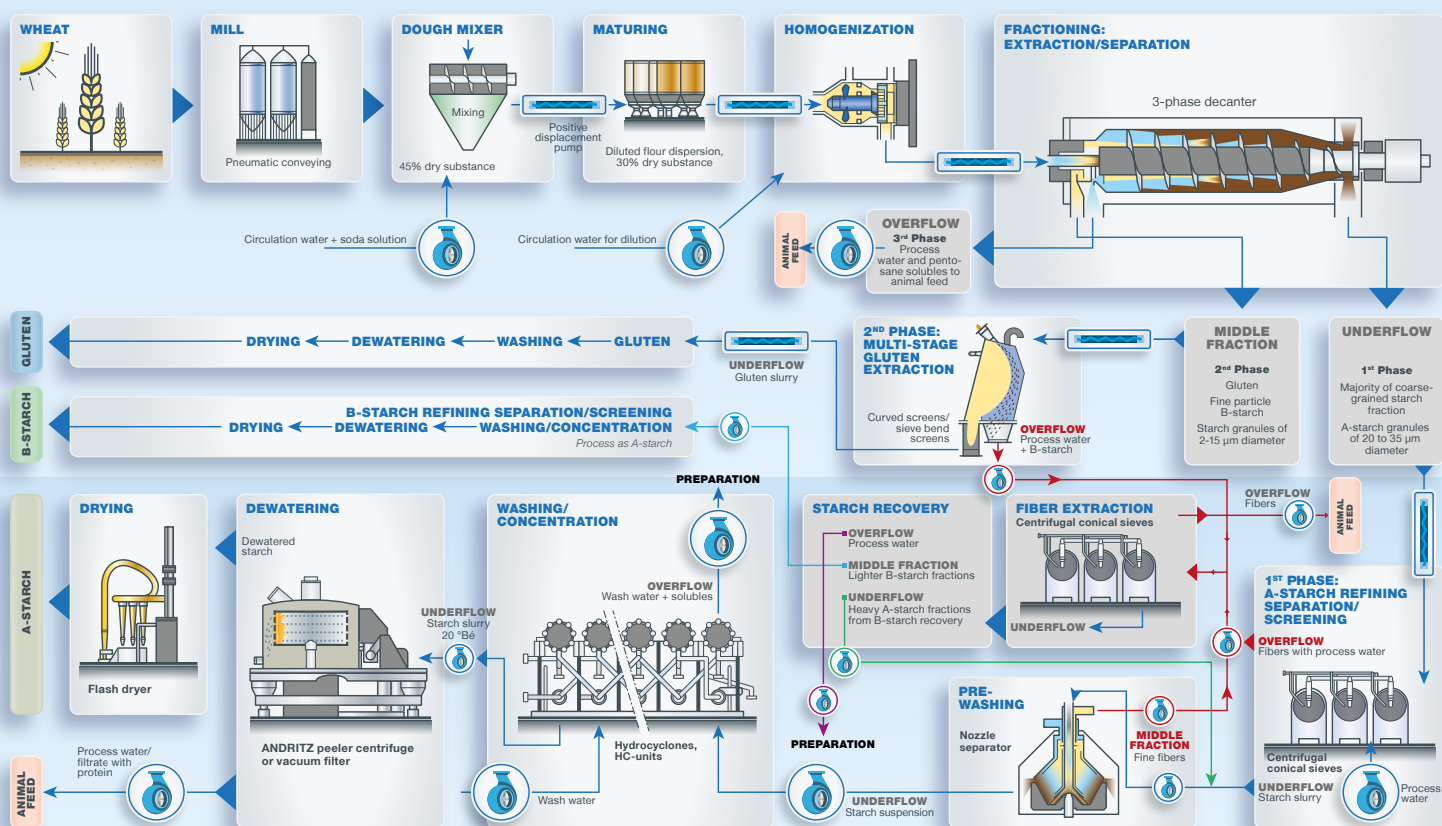 WHEAT
MILL
Pneumatic conveying
DOUGH MIXER
Mixing
45% dry substance
Positive
displacement
pump
MATURING
Diluted flour dispersion,
30% dry substance
HOMOGENIZATION
FRACTIONING:
EXTRACTION/SEPARATION
3-phase decanter
Circulation water + soda solution
Circulation water for dilution
ANIMAL
FEED
OVERFLOW
3rd Phase
Process
water and pento-
sane solubles to
animal feed
GLUTEN
DRYING
DEWATERING
WASHING
GLUTEN
UNDERFLOW
Gluten slurry
2ND PHASE:
MULTI-STAGE
GLUTEN
EXTRACTION
Curved screens/
sieve bend
screens
OVERFLOW
Process water
+ B-starch
MIDDLE
FRACTION
2nd Phase
Gluten
Fine particle
B-starch
Starch granules of
2-15 µm diameter
UNDERFLOW
1st Phase
Majority of coarse-
grained starch
fraction
A-starch granules
of 20 to 35 µm
diameter
B-STARCH
B-STARCH REFINING SEPARATION/SCREENING
DRYING
DEWATERING
WASHING/CONCENTRATION
Process as A-starch
A-STARCH
DRYING
Flash dryer
DEWATERING
Dewatered
starch
ANDRITZ peeler centrifuge
or vacuum filter
UNDERFLOW
Starch slurry
20 °Bé
WASHING/
CONCENTRATION
PREPARATION
OVERFLOW
Wash water + solubles
Hydrocyclones,
HC-units
Wash water
STARCH RECOVERY
OVERFLOW
Process water
MIDDLE FRACTION
Lighter B-starch fractions
UNDERFLOW
Heavy A-starch fractions
from B-starch recovery
PREPARATION
FIBER EXTRACTION
Centrifugal conical sieves
UNDERFLOW
OVERFLOW
Fibers
ANIMAL
FEED
1ST PHASE:
A-STARCH REFINING
SEPARATION/
SCREENING
OVERFLOW
Fibers with process water
Centrifugal
conical sieves
UNDERFLOW
Starch slurry
Process
water
PRE-
WASHING
Nozzle
separator
MIDDLE
FRACTION
Fine fibers
UNDERFLOW
Starch suspension
Process water/
filtrate with
protein
ANIMAL
FEED